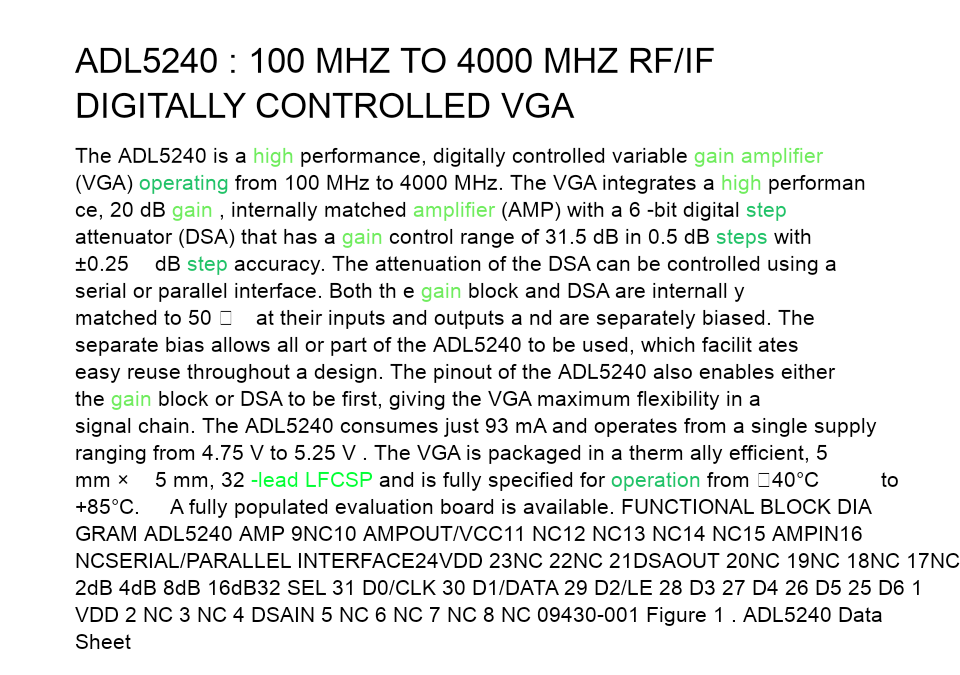 ADL5240 : 100 MHZ TO 4000 MHZ RF/IF
DIGITALLY CONTROLLED VGA
The ADL5240 is a high performance, digitally controlled variable gain amplifier
(VGA) operating from 100 MHz to 4000 MHz. The VGA integrates a high performan
ce, 20 dB gain , internally matched amplifier (AMP) with a 6 -bit digital step
attenuator (DSA) that has a gain control range of 31.5 dB in 0.5 dB steps with
±0.25 dB step accuracy. The attenuation of the DSA can be controlled using a
serial or parallel interface. Both th e gain block and DSA are internall y
matched to 50 □ at their inputs and outputs a nd are separately biased. The
separate bias allows all or part of the ADL5240 to be used, which facilit ates
easy reuse throughout a design. The pinout of the ADL5240 also enables either
the gain block or DSA to be first, giving the VGA maximum flexibility in a
signal chain. The ADL5240 consumes just 93 mA and operates from a single supply
ranging from 4.75 V to 5.25 V . The VGA is packaged in a therm ally efficient, 5
mm × 5 mm, 32 -lead LFCSP and is fully specified for operation from □40°C to
+85°C. A fully populated evaluation board is available. FUNCTIONAL BLOCK DIA
GRAM ADL5240 AMP 9NC10 AMPOUT/VCC11 NC12 NC13 NC14 NC15 AMPIN16
NCSERIAL/PARALLEL INTERFACE24VDD 23NC 22NC 21DSAOUT 20NC 19NC 18NC 17NC
2dB 4dB 8dB 16dB32 SEL 31 D0/CLK 30 D1/DATA 29 D2/LE 28 D3 27 D4 26 D5 25 D6 1
VDD 2 NC 3 NC 4 DSAIN 5 NC 6 NC 7 NC 8 NC 09430-001 Figure 1 . ADL5240 Data
Sheet